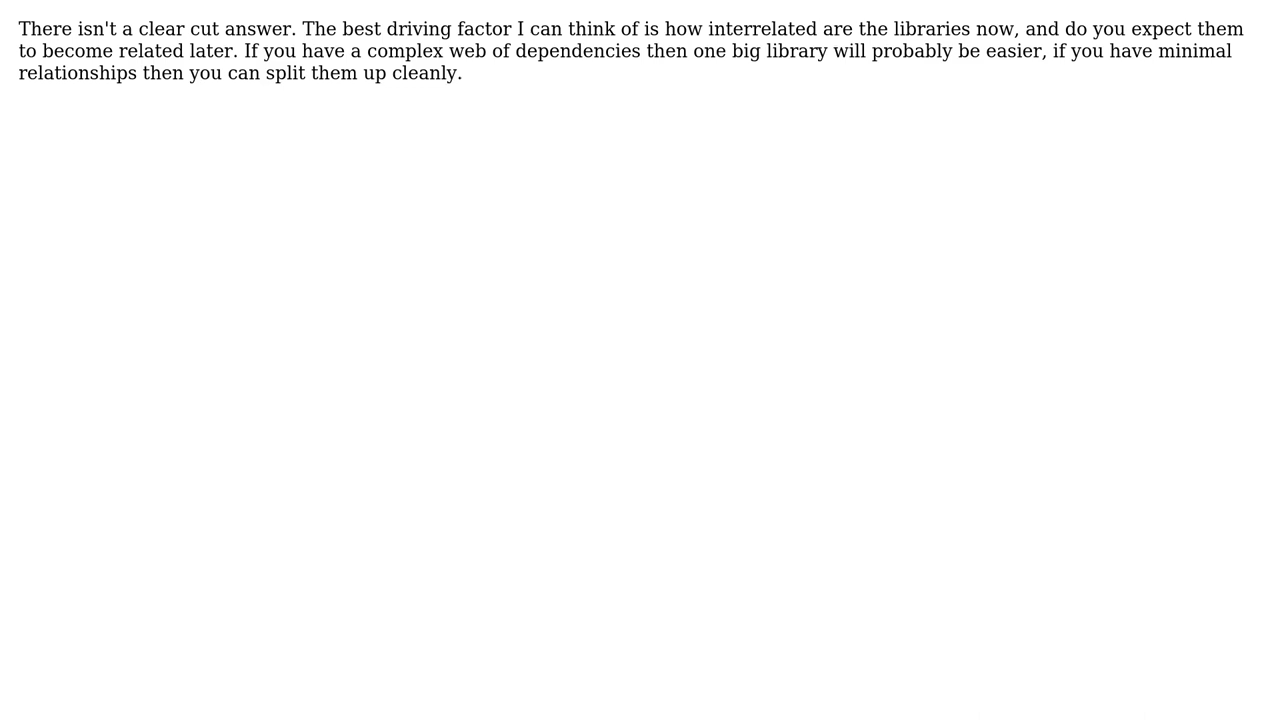 There isn't a clear cut answer. The best driving factor I can think of is how interrelated are the libraries now, and do you expect them
to become related later. If you have a complex web of dependencies then one big library will probably be easier, if you have minimal
relationships then you can split them up cleanly.